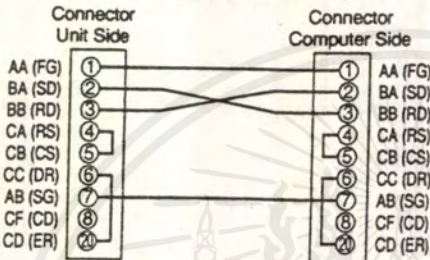 Connector
Unit Side
Connector
Computer Side
AA (FG) 1 1 AA (FG)
BA (SD) 2 2 BA (SD)
BB (RD) 3 3 BB (RD)
CA (RS) 4 4 CA (RS)
CB (CS) 5 5 CB (CS)
CC (DR) 6 6 CC (DR)
AB (SG) 7 7 AB (SG)
CF (CD) 8 8 CF (CD)
CD (ER) 20 20 CD (ER)